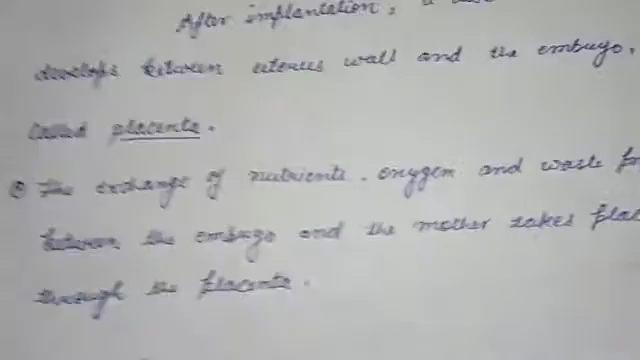 After implantation, a
develops between uterus wall and the embryo,
called placenta.
The exchange of nutrients, oxygen and waste
between the embryo and the mother takes
through the placenta.